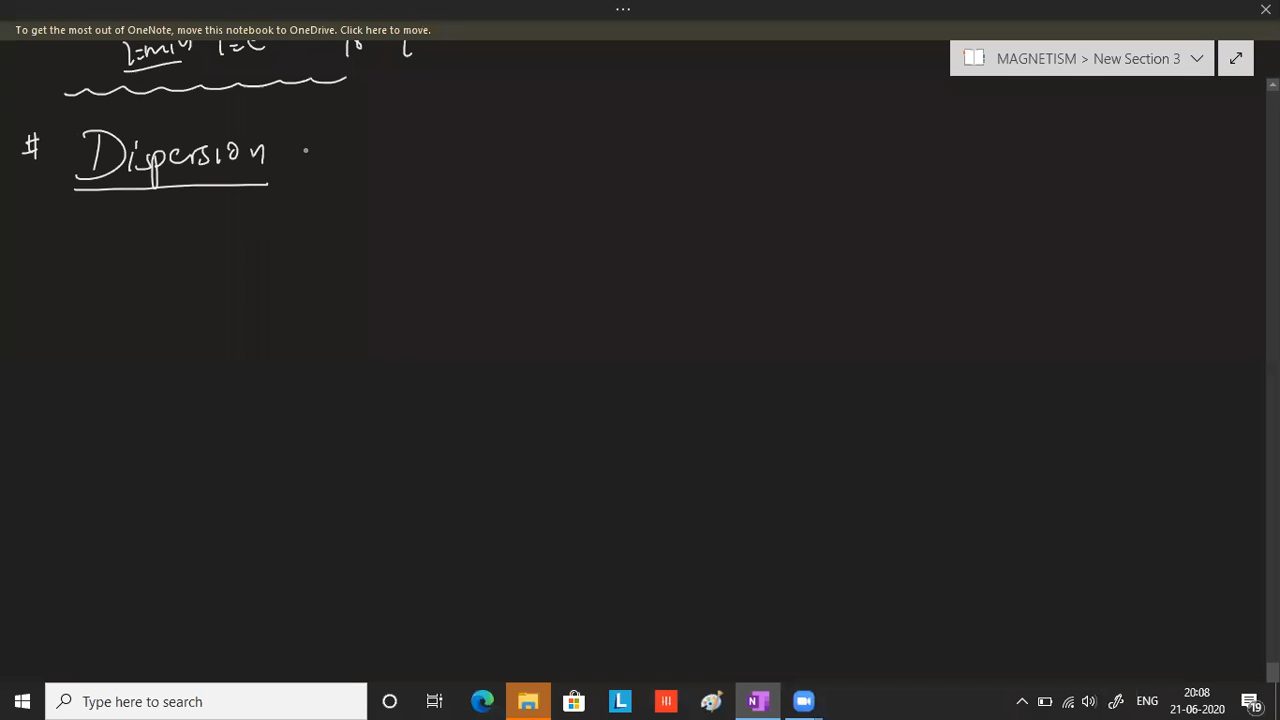 To get the most out of OneNote, move this notebook to OneDrive. Click here to move.
MAGNETISM > New Section 3
# Dispersion
Type here to search
ENG
20:08
21-06-2020
19